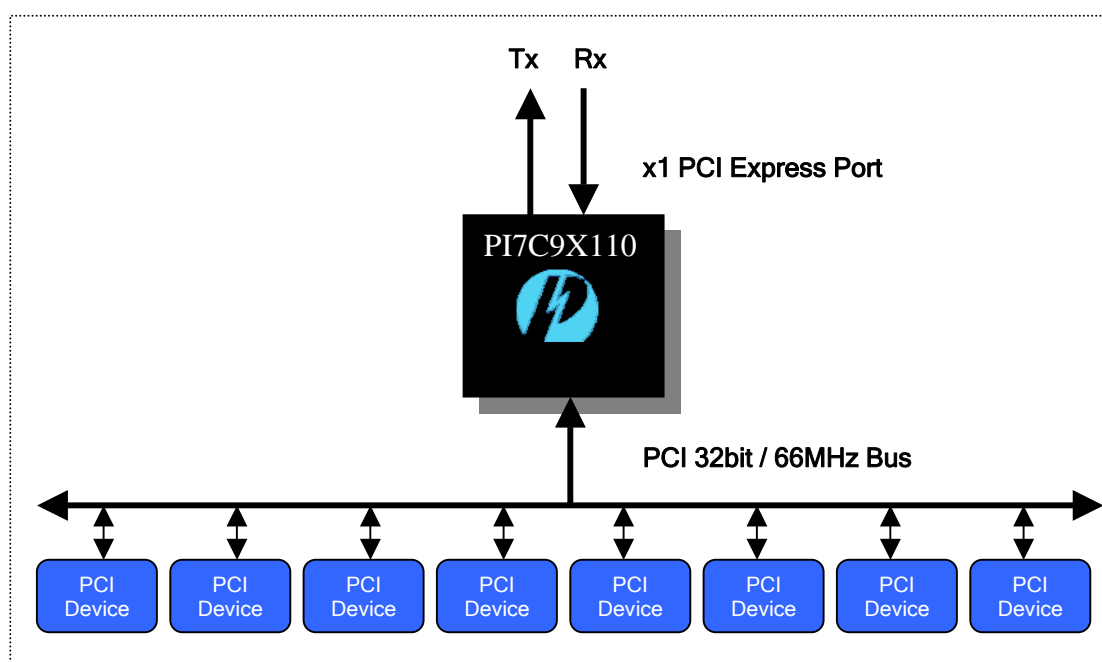 Tx Rx
x1 PCI Express Port
PI7C9X110
PCI 32bit / 66MHz Bus
PCI
Device
PCI
Device
PCI
Device
PCI
Device
PCI
Device
PCI
Device
PCI
Device
PCI
Device